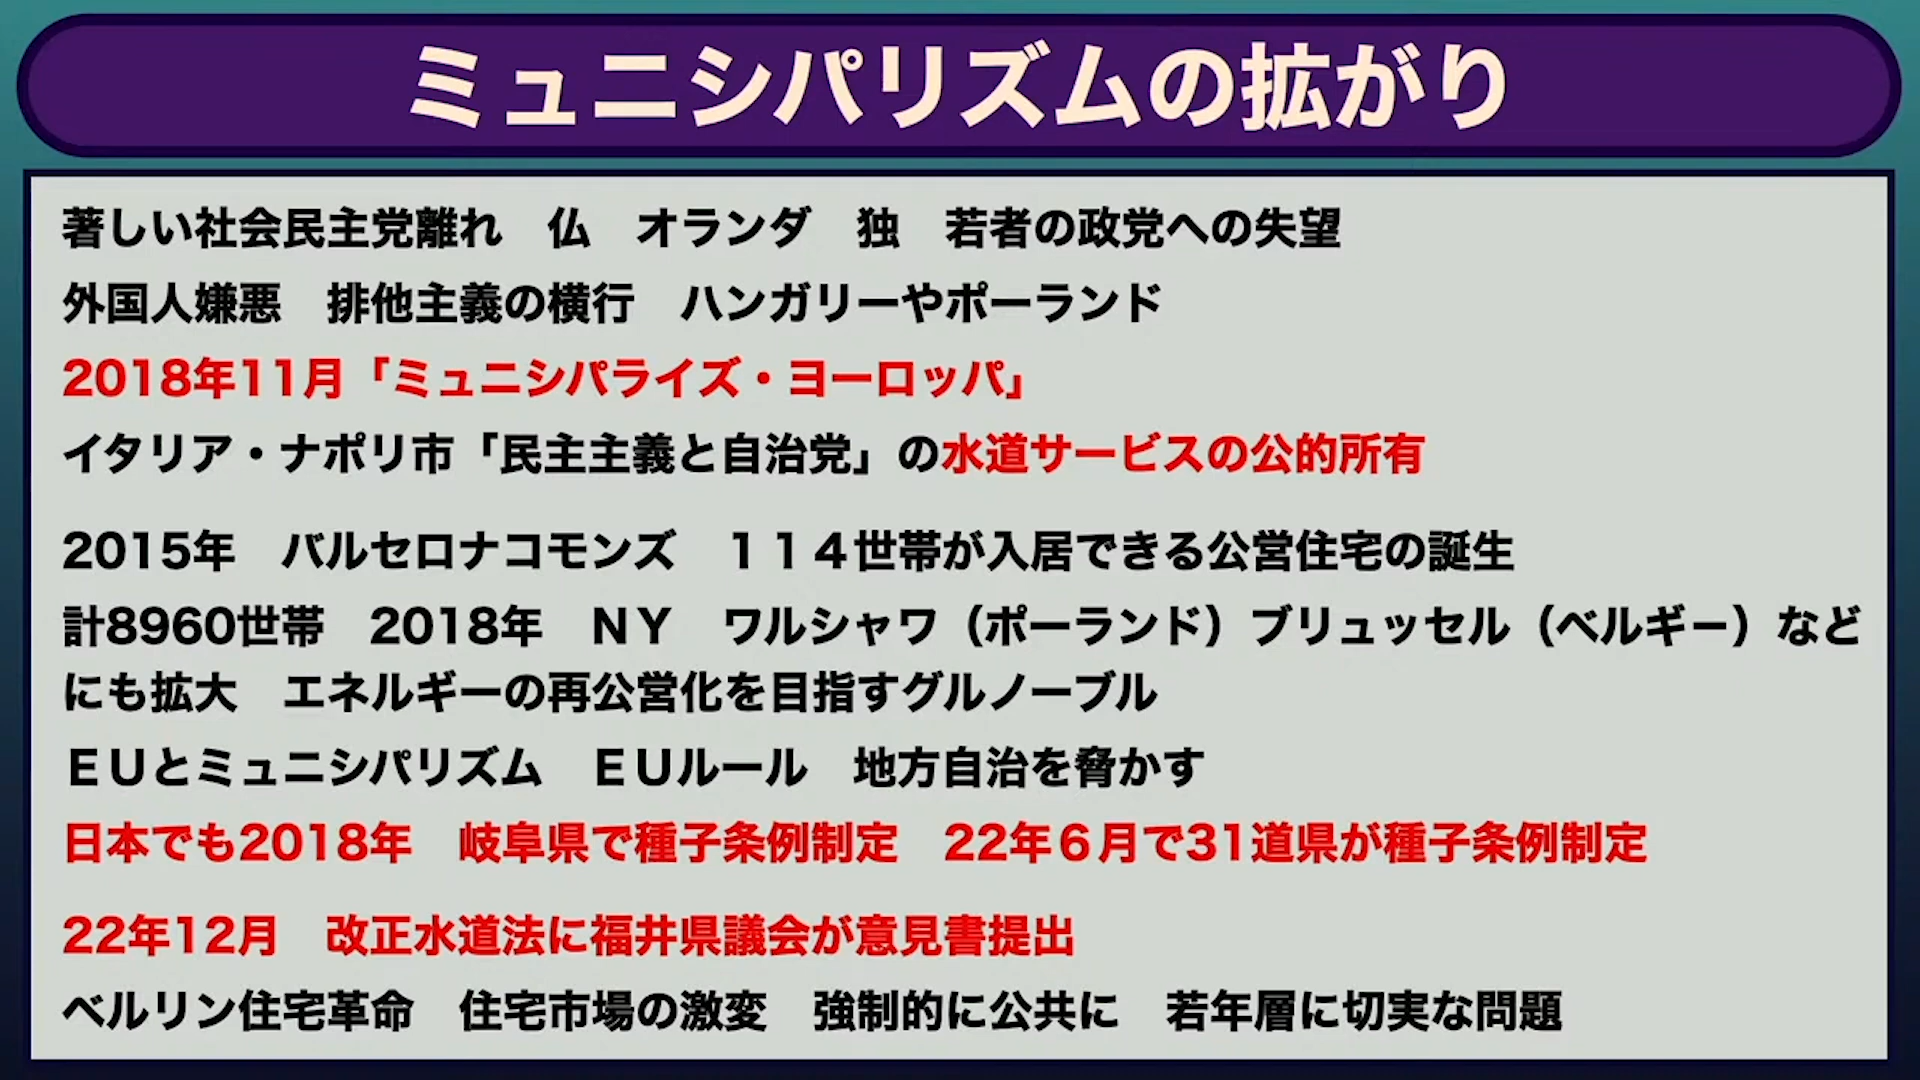 ミュニシパリズムの拡がり
著しい社会民主党離れ　仏　オランダ　独　若者の政党への失望
外国人嫌悪　排他主義の横行　ハンガリーやポーランド
2018年11月「ミュニシパライズ・ヨーロッパ」
イタリア・ナポリ市「民主主義と自治党」の水道サービスの公的所有
2015年　バルセロナコモンズ　１１４世帯が入居できる公営住宅の誕生
計8960世帯　2018年　ＮＹ　ワルシャワ（ポーランド）ブリュッセル（ベルギー）など
にも拡大　エネルギーの再公営化を目指すグルノーブル
ＥＵとミュニシパリズム　ＥＵルール　地方自治を脅かす
日本でも2018年　岐阜県で種子条例制定　22年６月で31道県が種子条例制定
22年12月　改正水道法に福井県議会が意見書提出
ベルリン住宅革命　住宅市場の激変　強制的に公共に　若年層に切実な問題